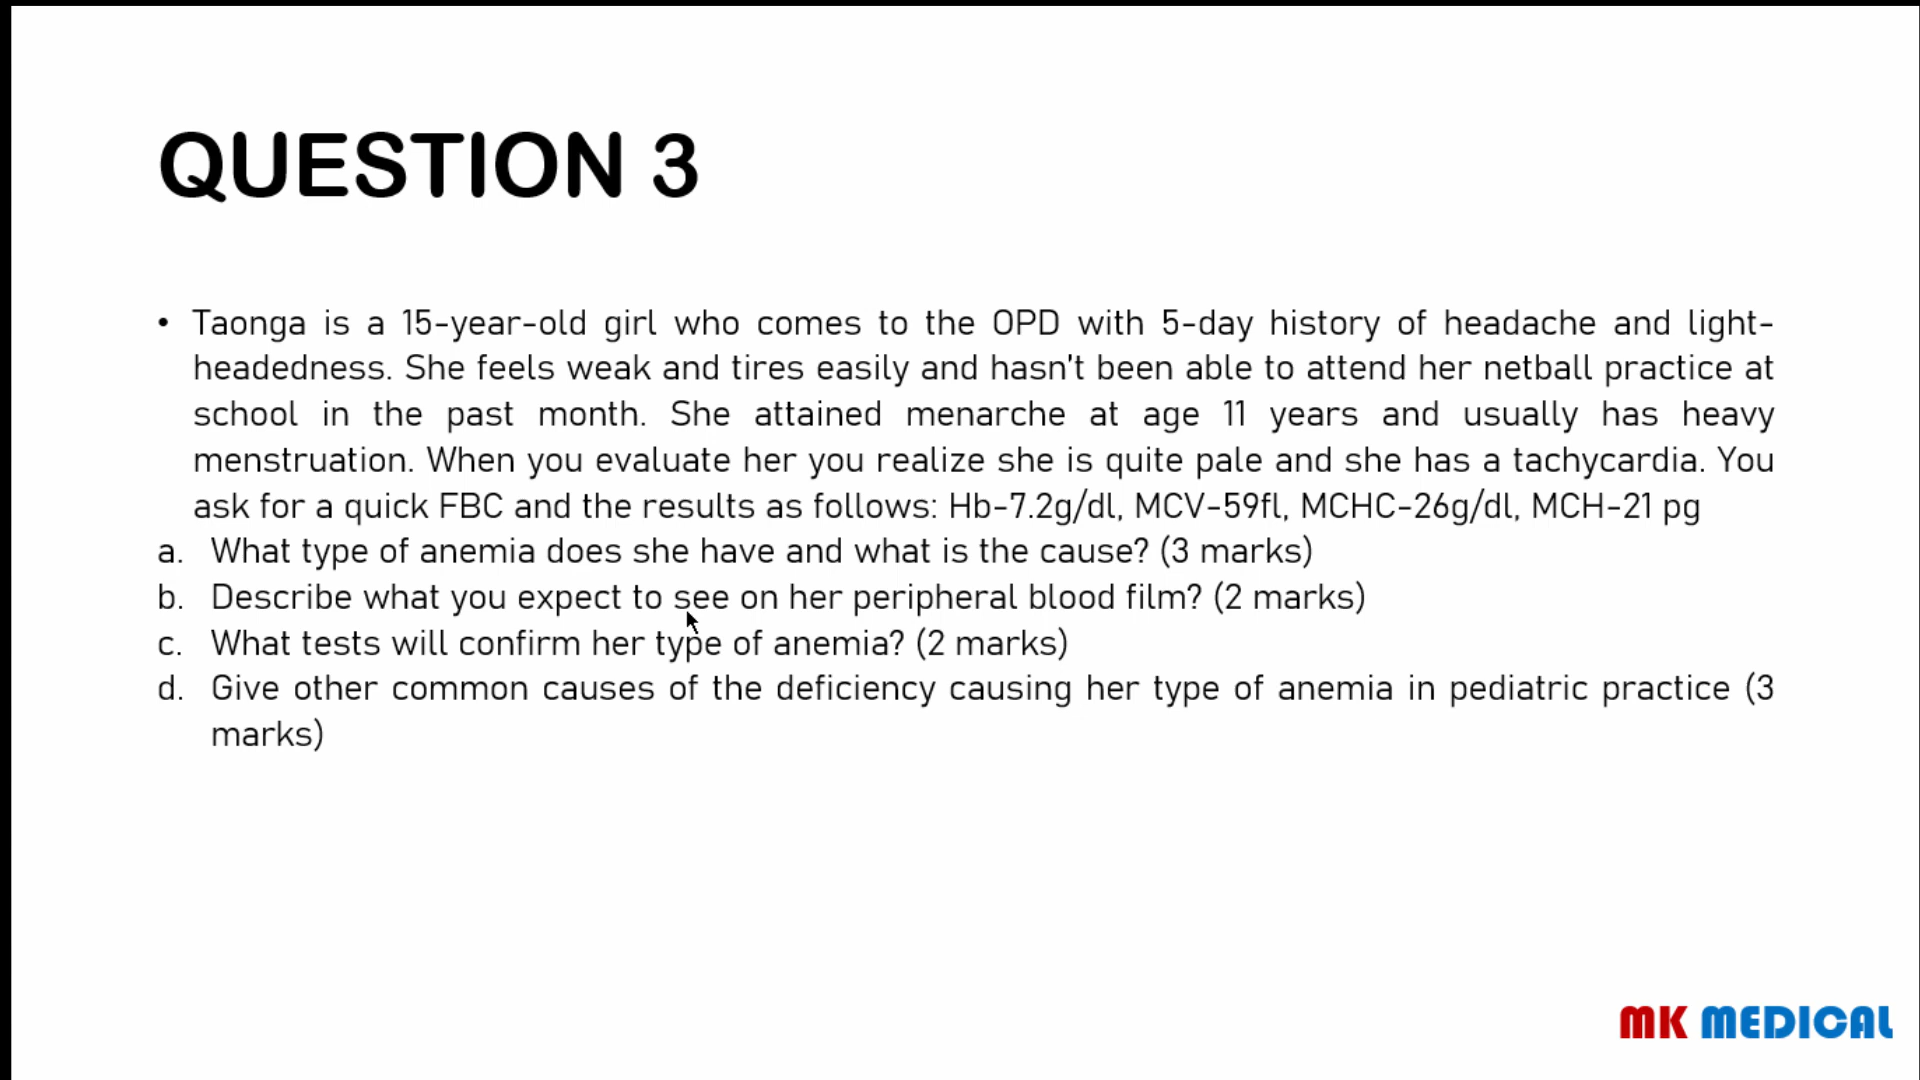 QUESTION 3
• Taonga is a 15-year-old girl who comes to the OPD with 5-day history of headache and light-
headedness. She feels weak and tires easily and hasn't been able to attend her netball practice at
school in the past month. She attained menarche at age 11 years and usually has heavy
menstruation. When you evaluate her you realize she is quite pale and she has a tachycardia. You
ask for a quick FBC and the results as follows: Hb-7.2g/dl, MCV-59fl, MCHC-26g/dl, MCH-21 pg
a. What type of anemia does she have and what is the cause? (3 marks)
b. Describe what you expect to see on her peripheral blood film? (2 marks)
c. What tests will confirm her type of anemia? (2 marks)
d. Give other common causes of the deficiency causing her type of anemia in pediatric practice (3
marks)
MK MEDICAL